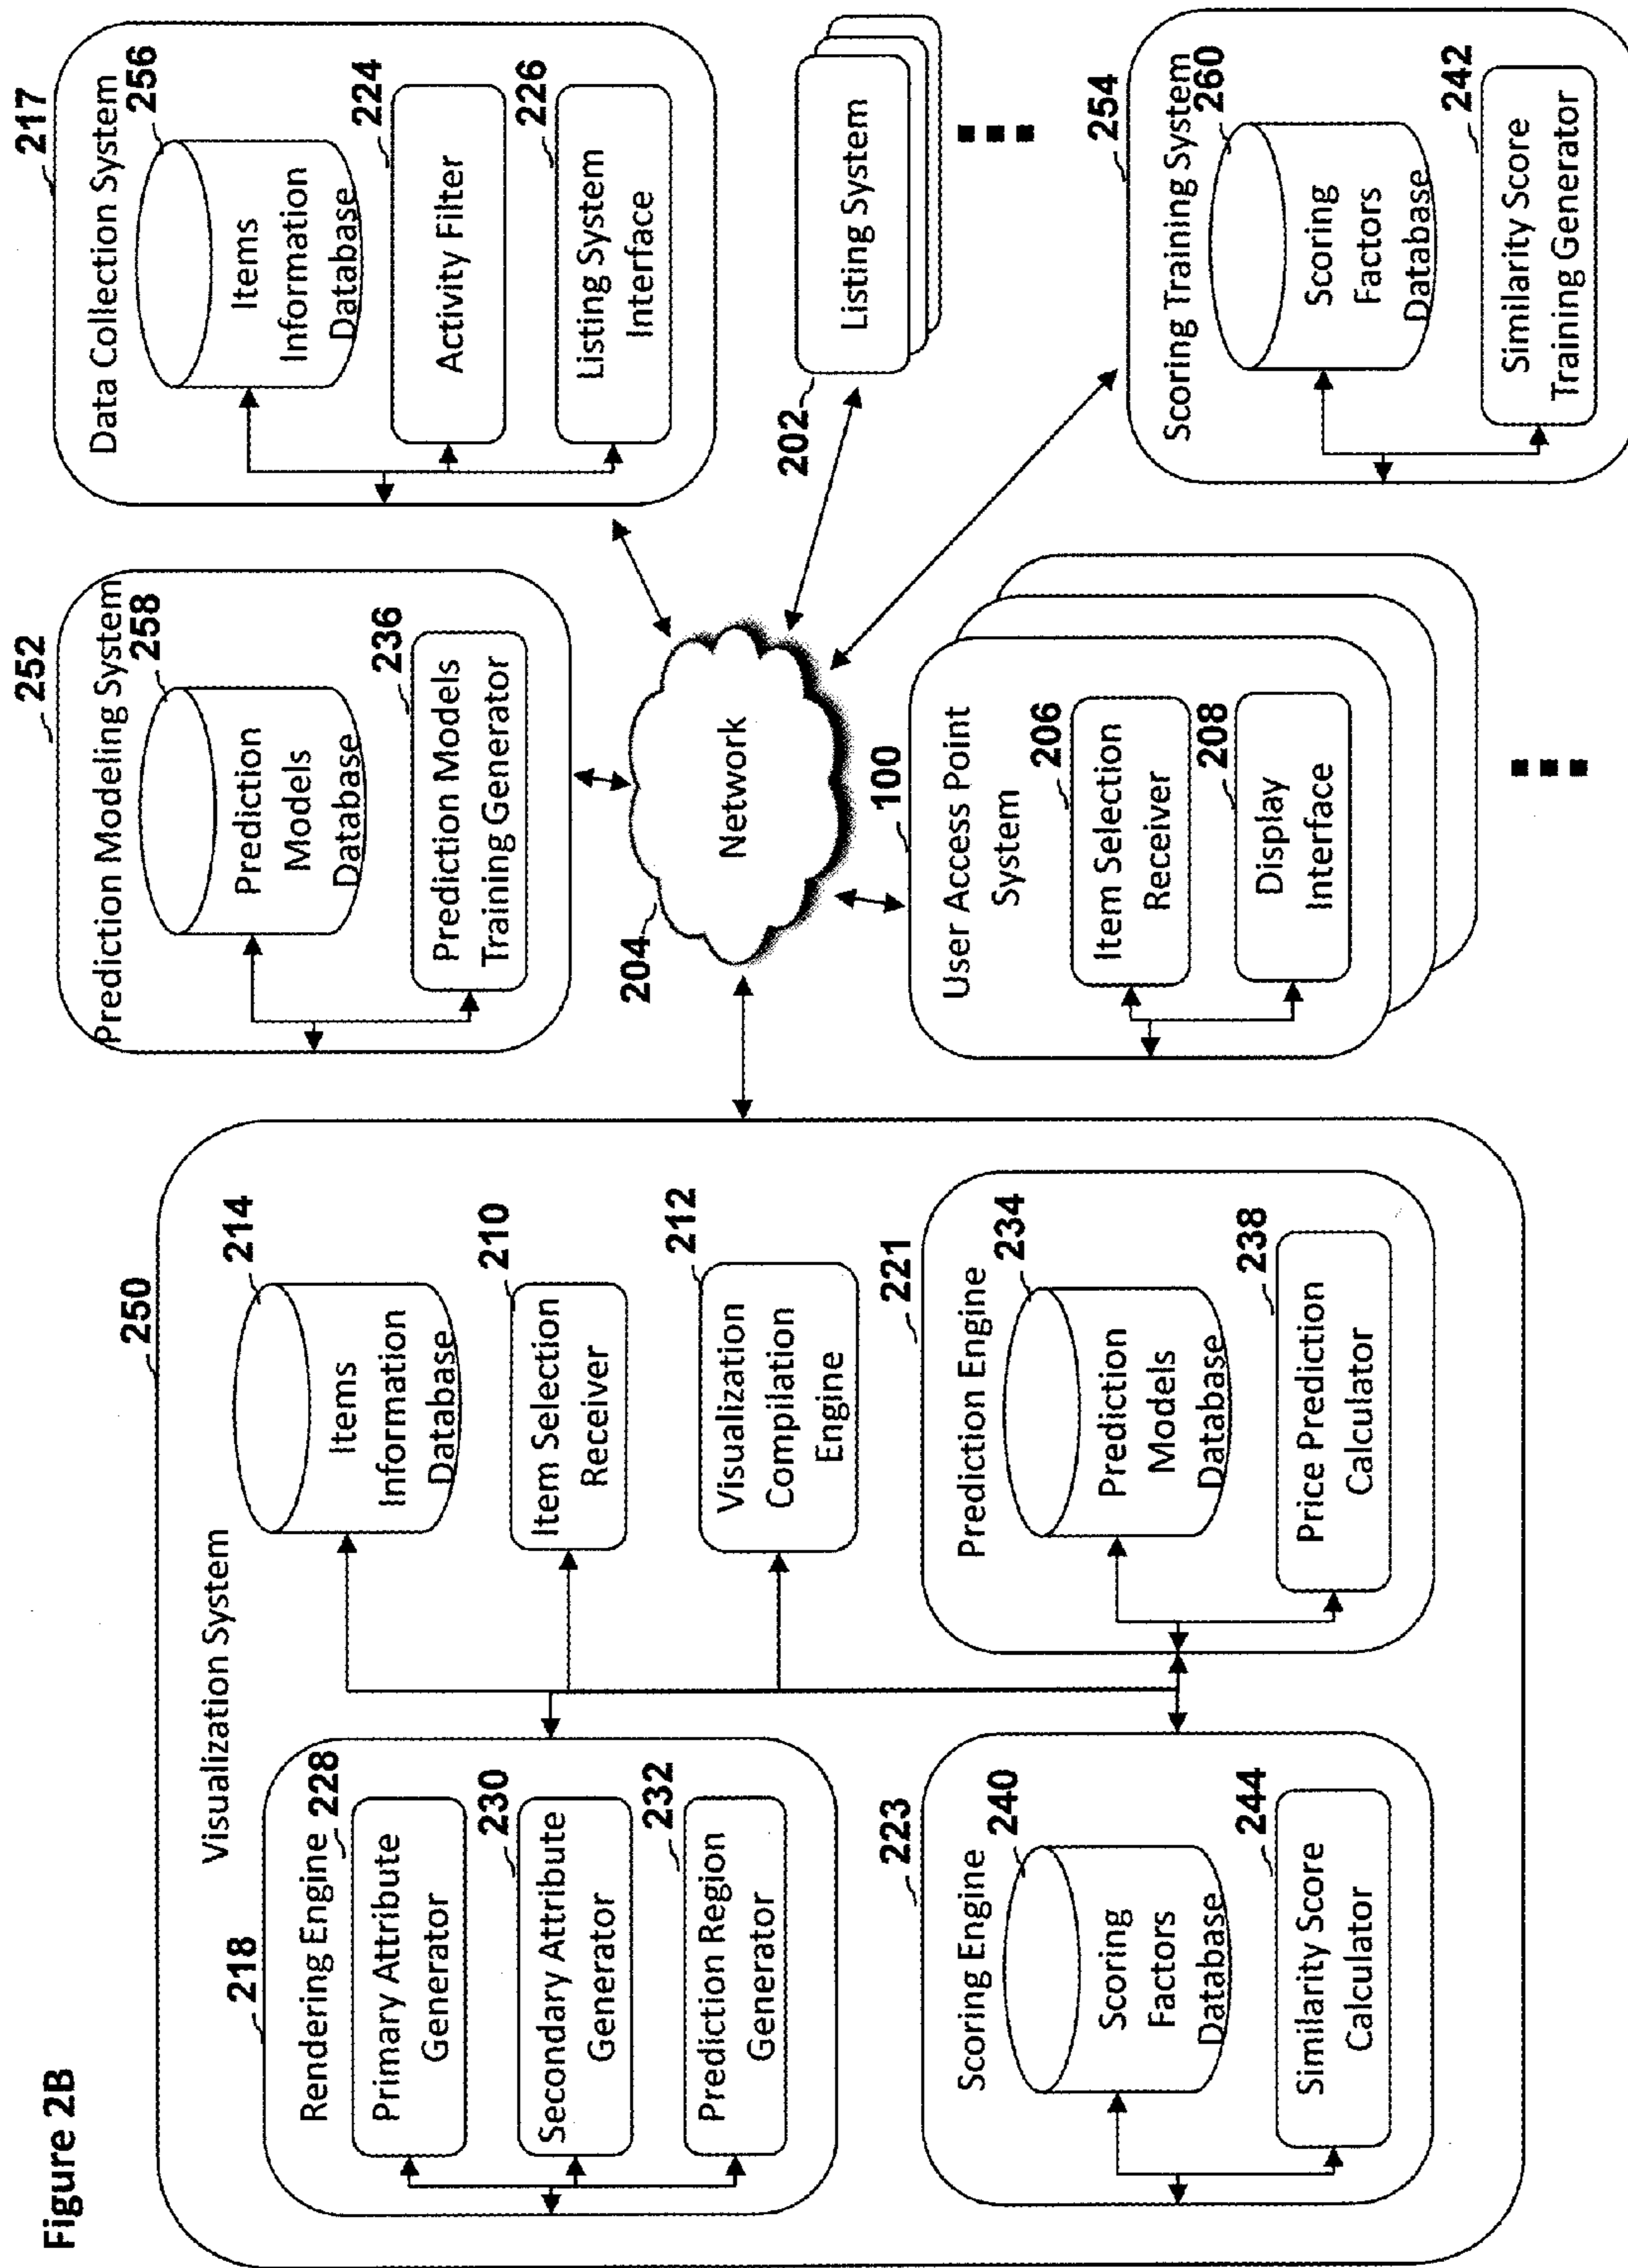 Figure 2B
250
Visualization System
218
Rendering Engine
228
Primary Attribute
Generator
230
Secondary Attribute
Generator
232
Prediction Region
Generator
214
Items
Information
Database
210
Item Selection
Receiver
212
Visualization
Compilation
Engine
223
Scoring Engine
240
Scoring
Factors
Database
244
Similarity Score
Calculator
221
Prediction Engine
234
Prediction
Models
Database
238
Price Prediction
Calculator
252
Prediction Modeling System
258
Prediction
Models
Database
236
Prediction Models
Training Generator
204
Network
100
User Access Point
System
206
Item Selection
Receiver
208
Display
Interface
217
Data Collection System
256
Items
Information
Database
224
Activity Filter
226
Listing System
Interface
202
Listing System
254
Scoring Training System
260
Scoring
Factors
Database
242
Similarity Score
Training Generator